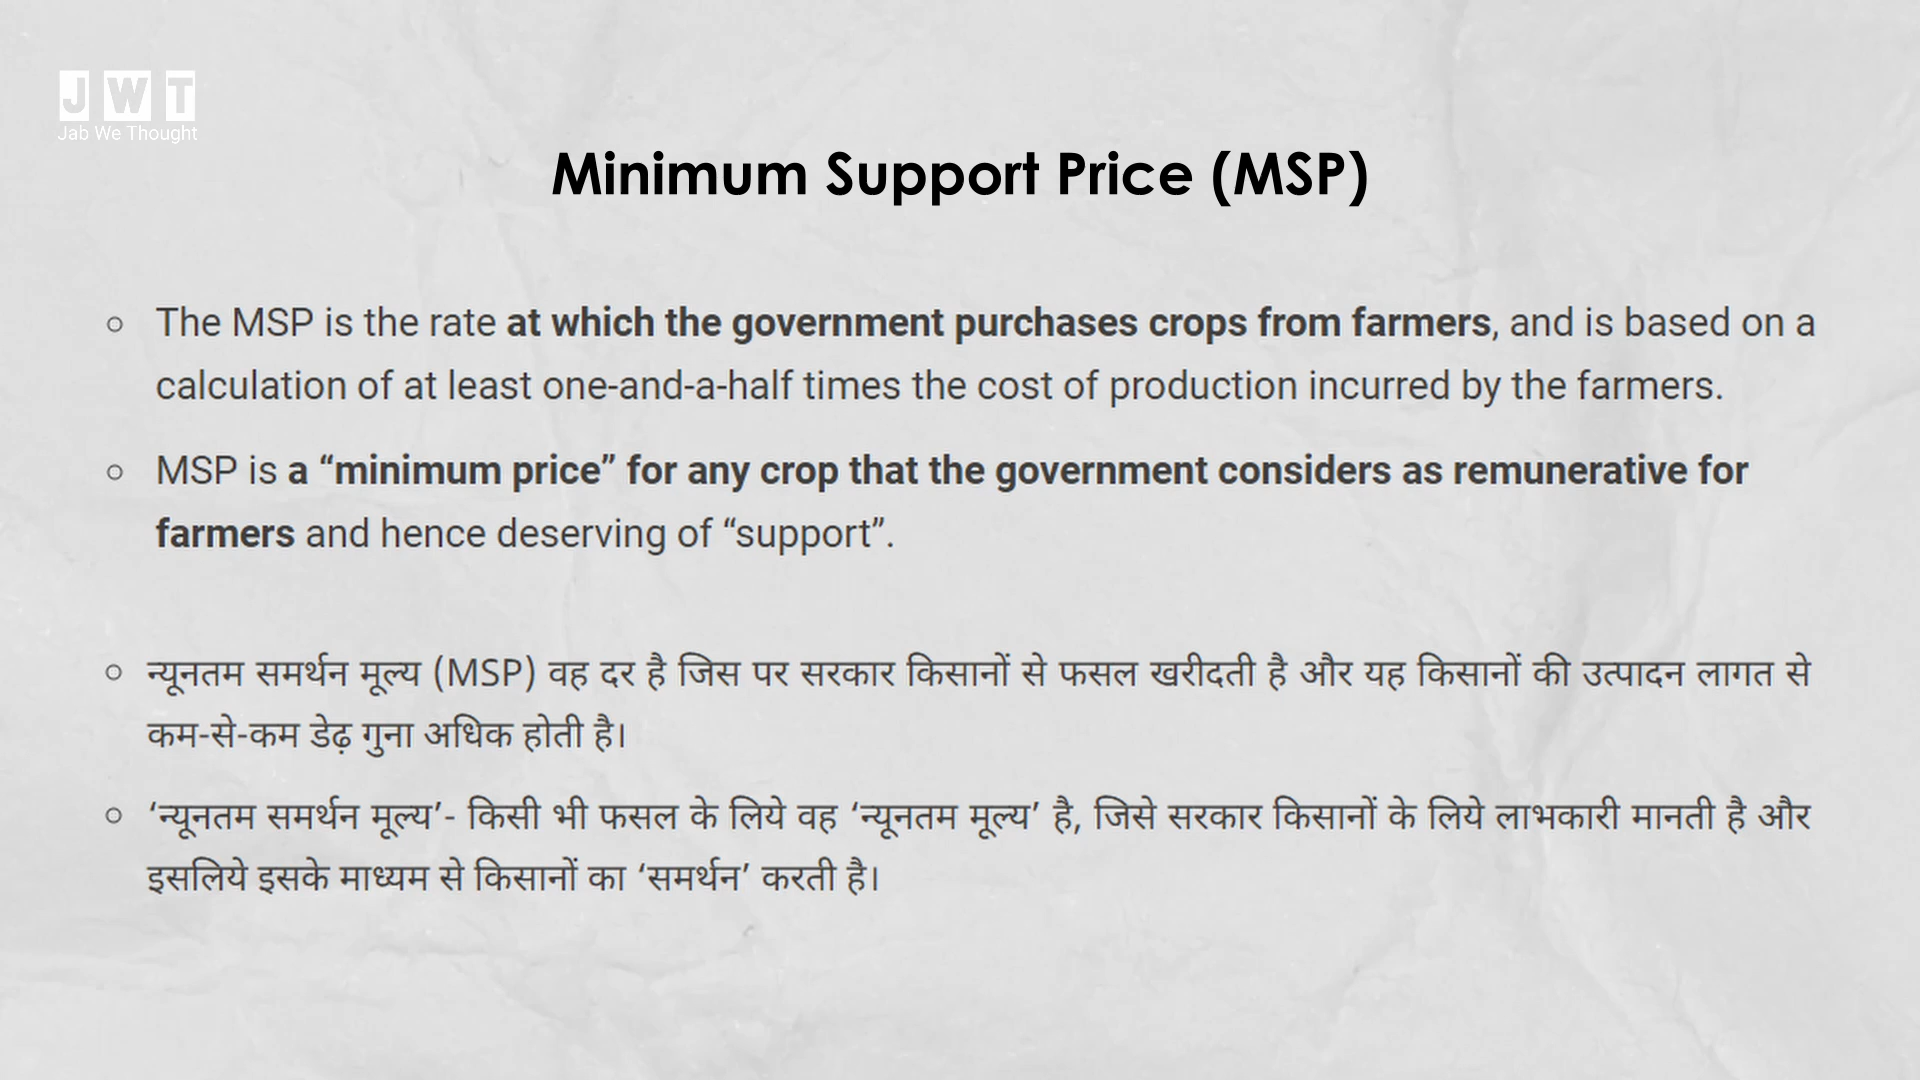 J W T
Jab We Thought
Minimum Support Price (MSP)
The MSP is the rate at which the government purchases crops from farmers, and is based on a
calculation of at least one-and-a-half times the cost of production incurred by the farmers.
MSP is a “minimum price” for any crop that the government considers as remunerative for
farmers and hence deserving of “support”.
न्यूनतम समर्थन मूल्य (MSP) वह दर है जिस पर सरकार किसानों से फसल खरीदती है और यह किसानों की उत्पादन लागत से
कम-से-कम डेढ़ गुना अधिक होती है।
‘न्यूनतम समर्थन मूल्य’- किसी भी फसल के लिये वह ‘न्यूनतम मूल्य’ है, जिसे सरकार किसानों के लिये लाभकारी मानती है और
इसलिये इसके माध्यम से किसानों का ‘समर्थन’ करती है।